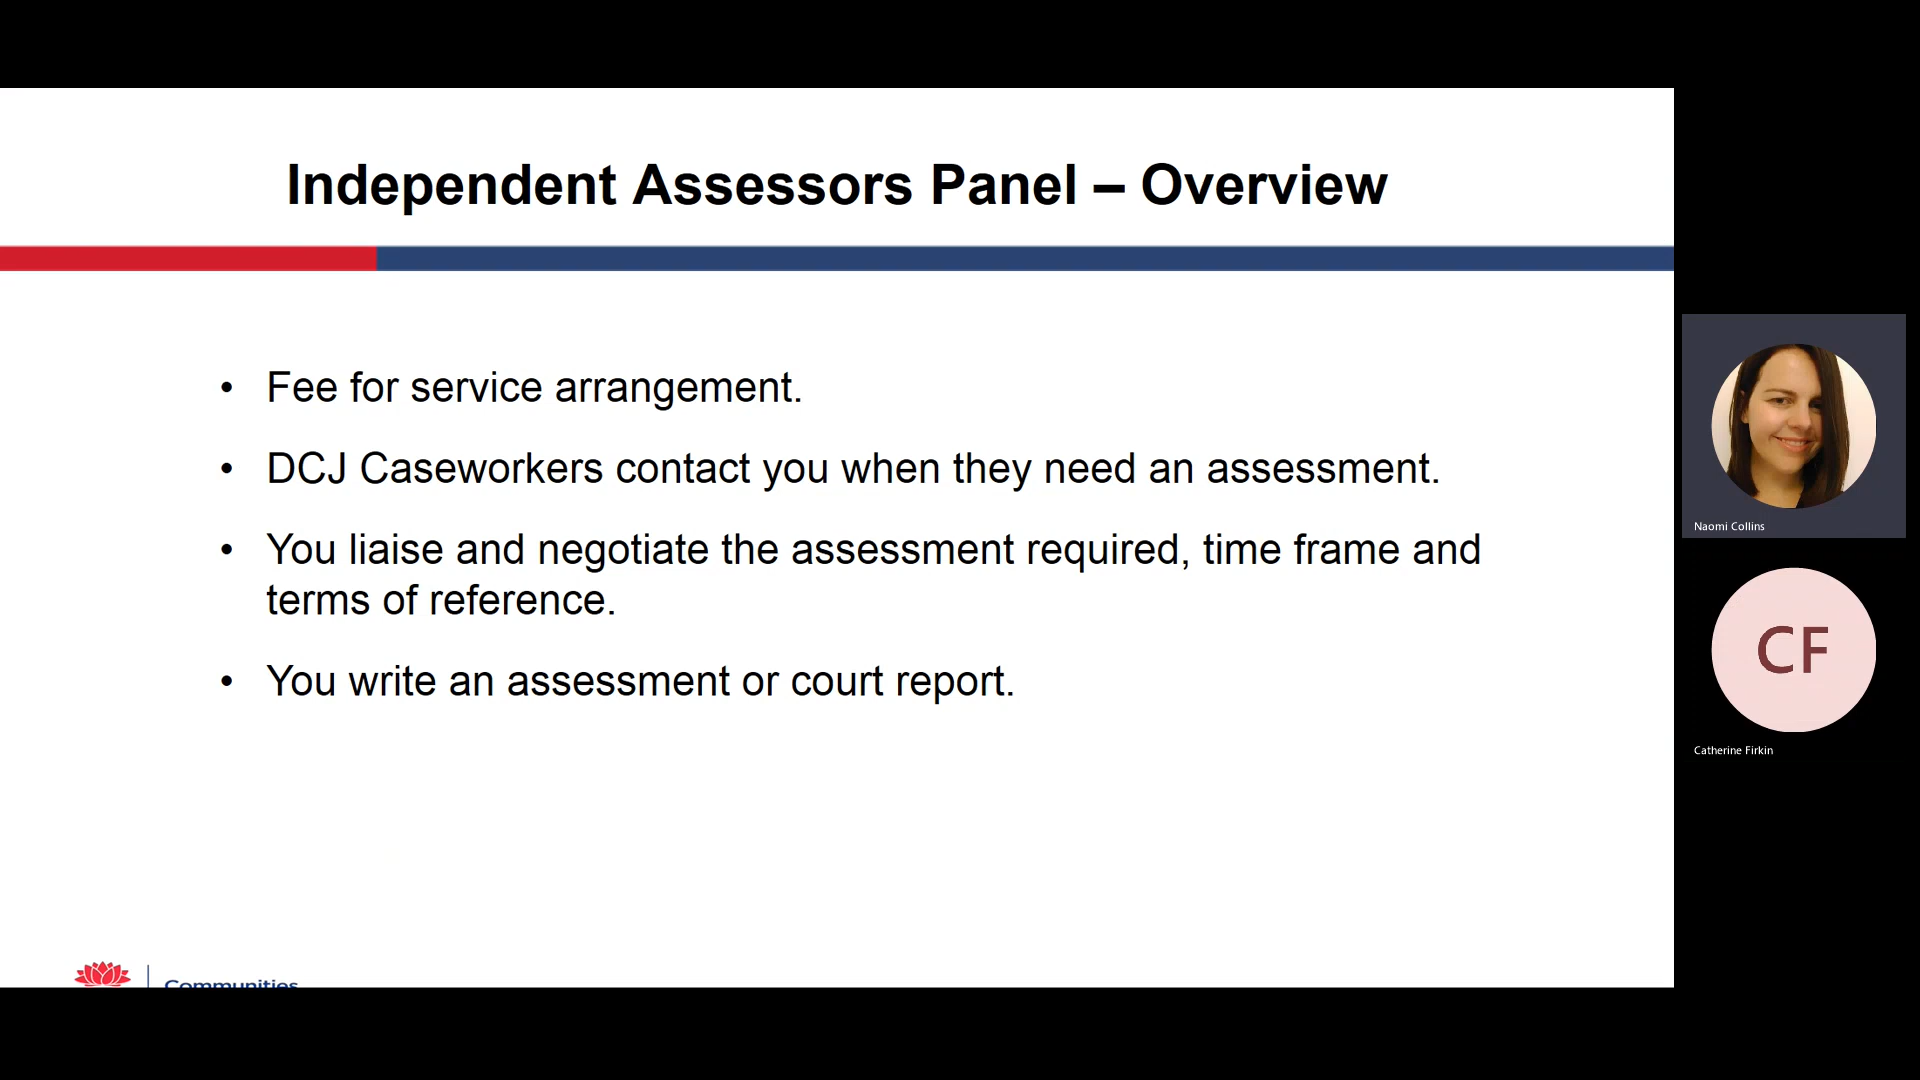 Independent Assessors Panel – Overview
• Fee for service arrangement.
• DCJ Caseworkers contact you when they need an assessment.
• You liaise and negotiate the assessment required, time frame and
terms of reference.
• You write an assessment or court report.
Communities
Naomi Collins
CF
Catherine Firkin